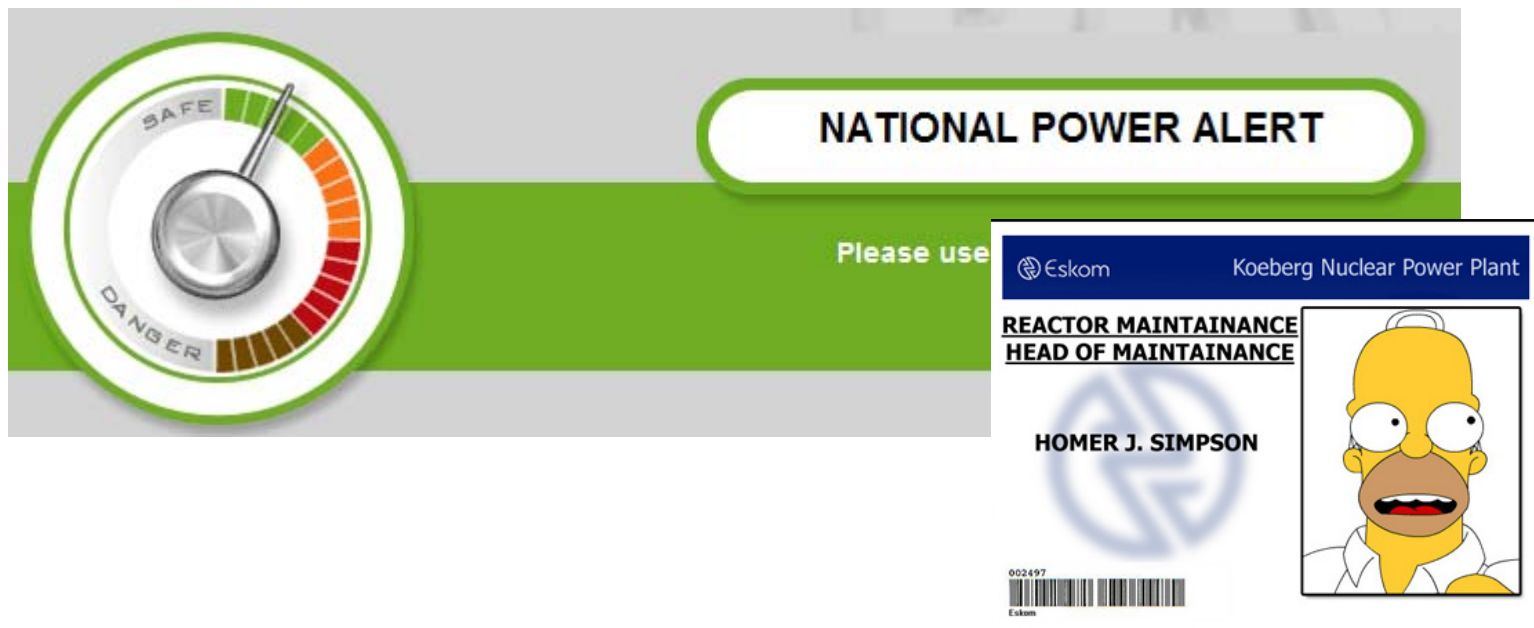 SAFE
DANGER
NATIONAL POWER ALERT
Please use
Eskom
Koeberg Nuclear Power Plant
REACTOR MAINTAINANCE
HEAD OF MAINTAINANCE
HOMER J. SIMPSON
002497
Eskom